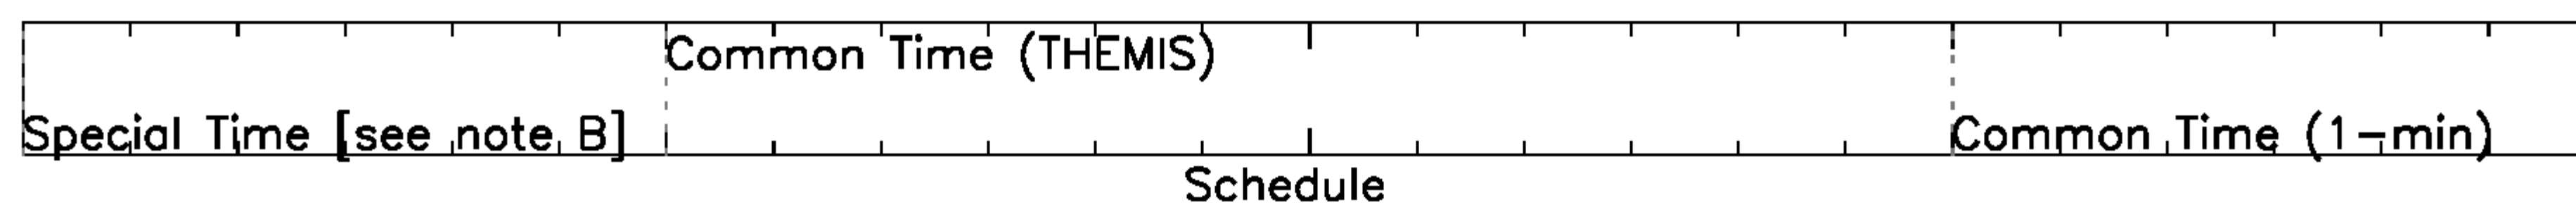 Common Time (THEMIS)
Special Time [see note B]
Common Time (1-min)
Schedule